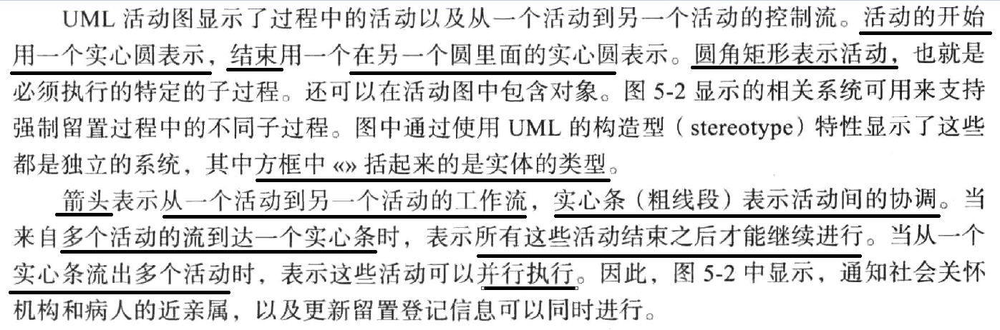 UML 活动图显示了过程中的活动以及从一个活动到另一个活动的控制流。活动的开始
用一个实心圆表示，结束用一个在另一个圆里面的实心圆表示。圆角矩形表示活动，也就是
必须执行的特定的子过程。还可以在活动图中包含对象。图 5-2 显示的相关系统可用来支持
强制留置过程中的不同子过程。图中通过使用 UML 的构造型（stereotype）特性显示了这些
都是独立的系统，其中方框中 «» 括起来的是实体的类型。
箭头表示从一个活动到另一个活动的工作流，实心条（粗线段）表示活动间的协调。当
来自多个活动的流到达一个实心条时，表示所有这些活动结束之后才能继续进行。当从一个
实心条流出多个活动时，表示这些活动可以并行执行。因此，图 5-2 中显示，通知社会关怀
机构和病人的近亲属，以及更新留置登记信息可以同时进行。